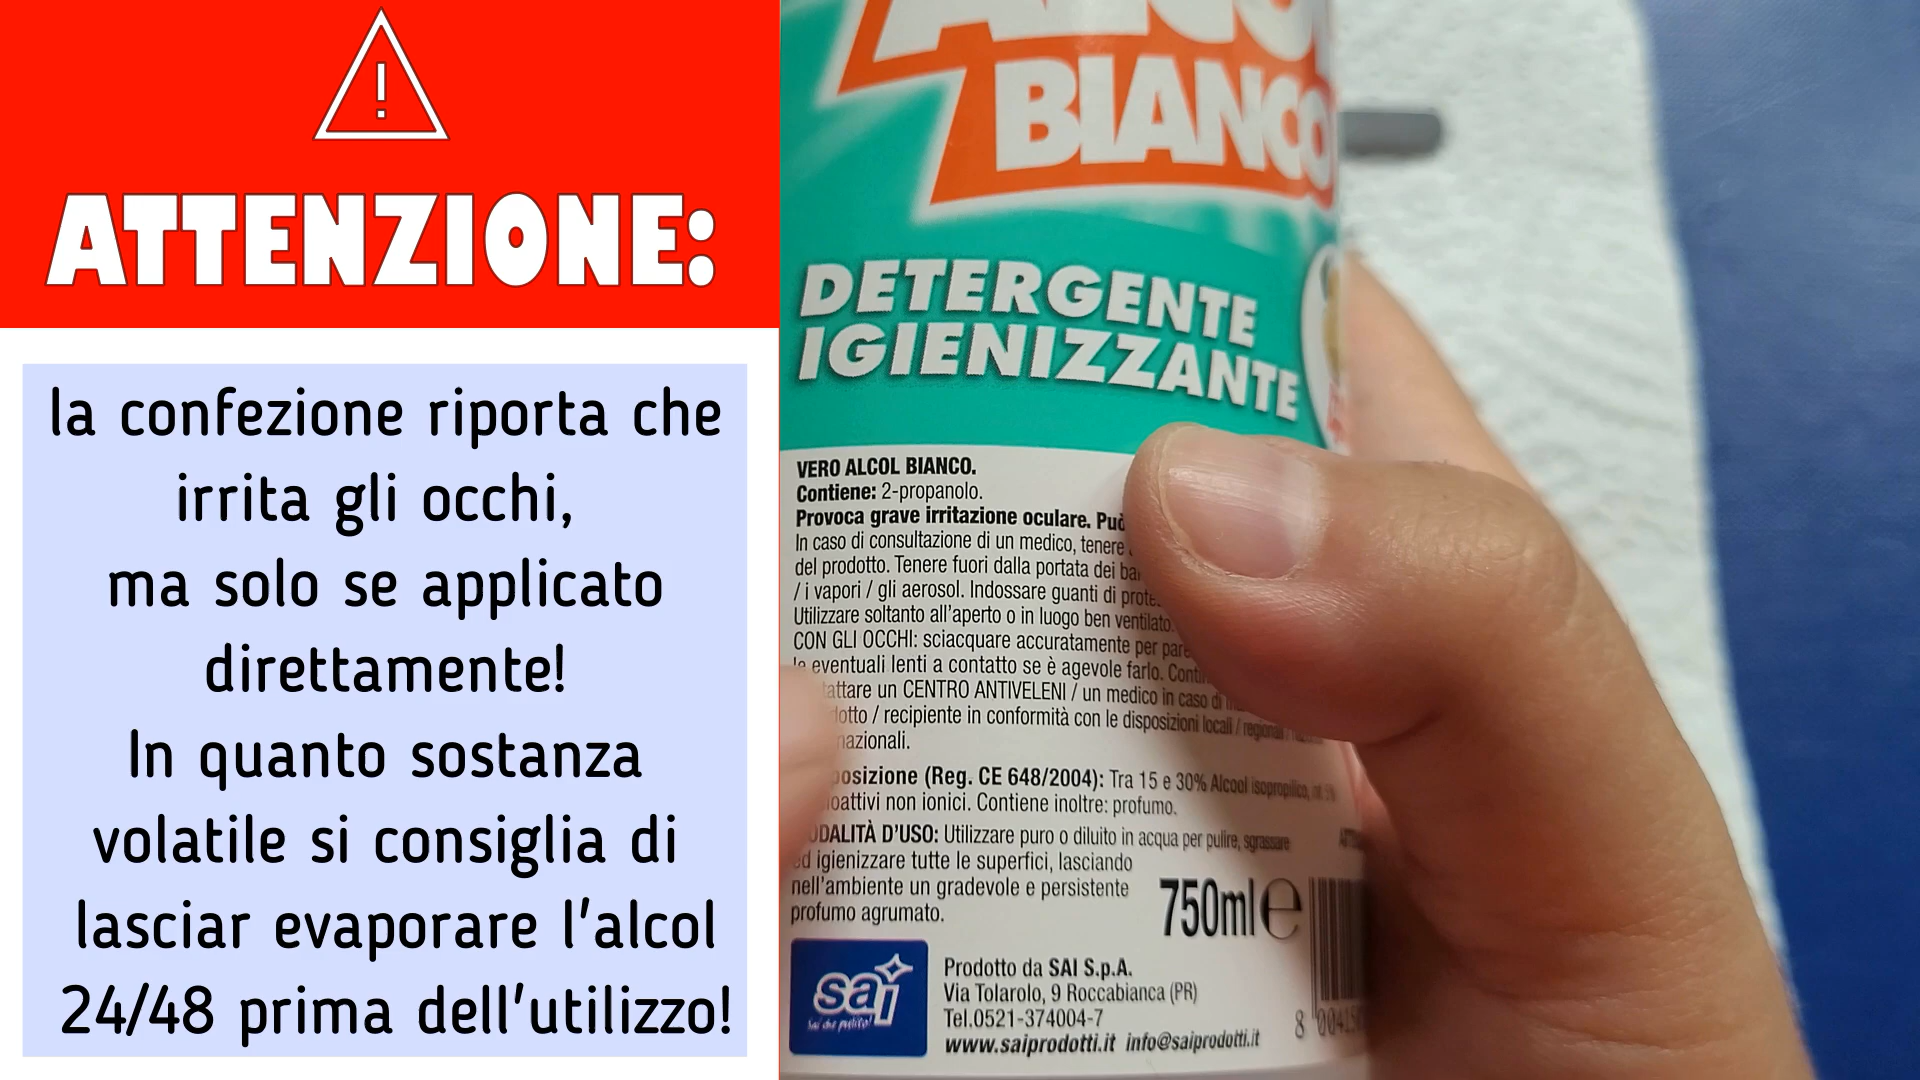 !
ATTENZIONE:
la confezione riporta che
irrita gli occhi,
ma solo se applicato
direttamente!
In quanto sostanza
volatile si consiglia di
lasciar evaporare l'alcol
24/48 prima dell'utilizzo!
ALCOL
BIANCO
DETERGENTE
IGIENIZZANTE
VERO ALCOL BIANCO.
Contiene: 2-propanolo.
Provoca grave irritazione oculare. Può
In caso di consultazione di un medico, tenere
del prodotto. Tenere fuori dalla portata dei
/ i vapori / gli aerosol. Indossare guanti di
Utilizzare soltanto all'aperto o in luogo ben ventilato.
CON GLI OCCHI: sciacquare accuratamente per
eventuali lenti a contatto se è agevole farlo.
un CENTRO ANTIVELENI / un medico in caso di
/ recipiente in conformità con le disposizioni locali /
nazionali.
(Reg. CE 648/2004): Tra 15 e 30% Alcool isopropilico,
non ionici. Contiene inoltre: profumo.
D'USO: Utilizzare puro o diluito in acqua per pulire, sgrassare
ed igienizzare tutte le superfici, lasciando
nell'ambiente un gradevole e persistente
profumo agrumato.
750ml e
sai
Sai che pulito!
Prodotto da SAI S.p.A.
Via Tolarolo, 9 Roccabianca (PR)
Tel.0521-374004-7
www.saiprodotti.it info@saiprodotti.it